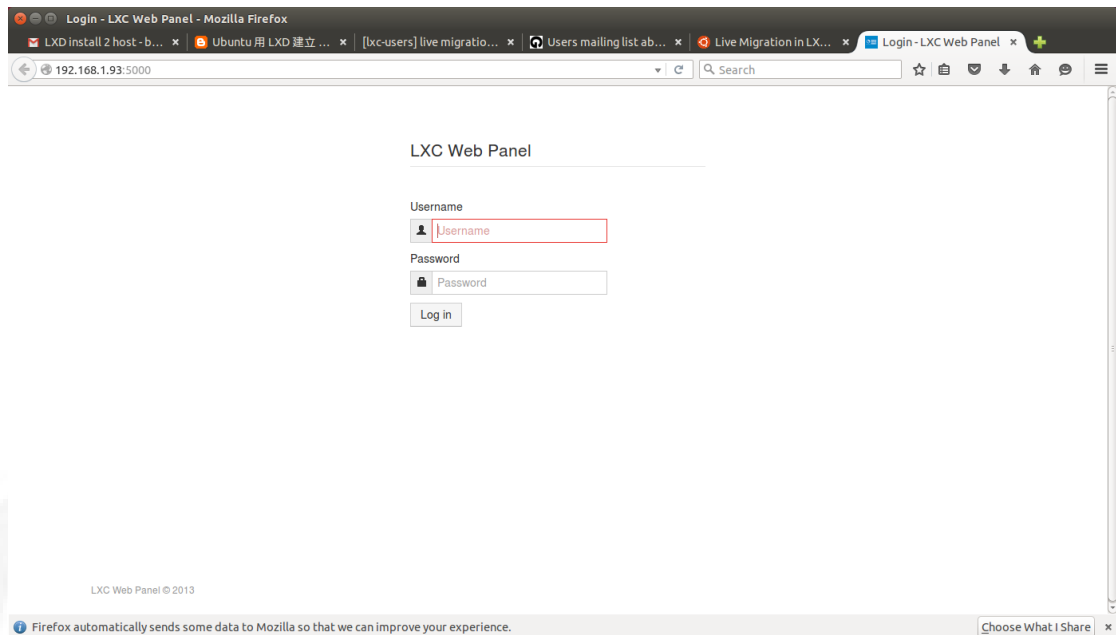 Login - LXC Web Panel - Mozilla Firefox
LXD install 2 host - b... Ubuntu 用 LXD 建立 ... [lxc-users] live migratio... Users mailing list ab... Live Migration in LX... Login - LXC Web Panel
192.168.1.93:5000 Search
LXC Web Panel
Username
Username
Password
Password
Log in
LXC Web Panel © 2013
Firefox automatically sends some data to Mozilla so that we can improve your experience. Choose What I Share